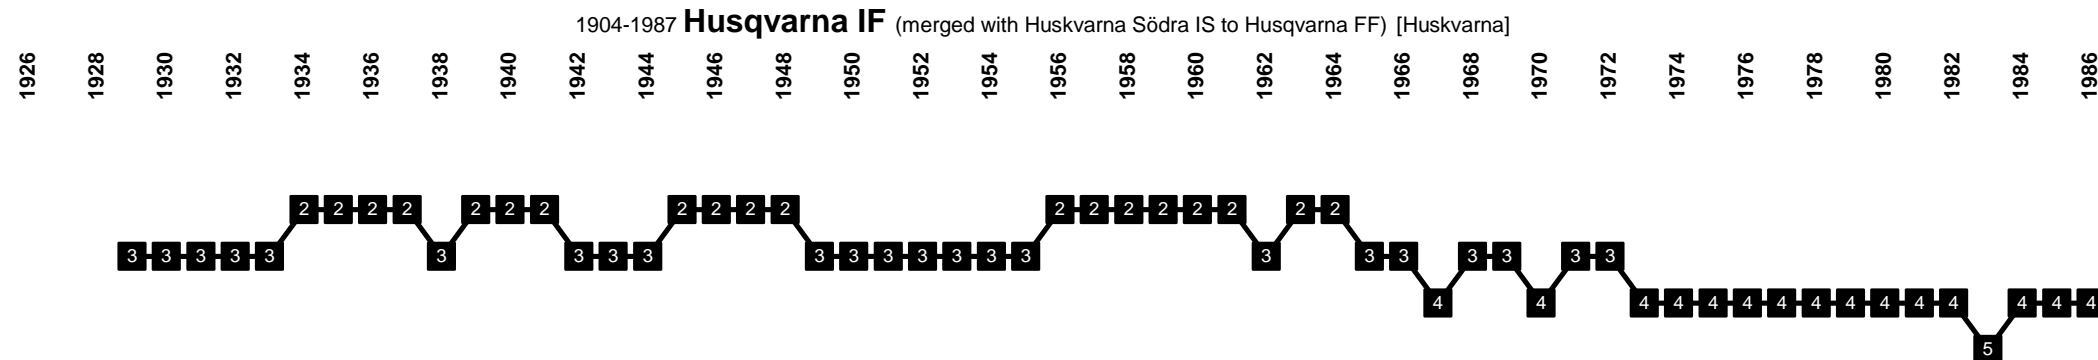 1904-1987 Husqvarna IF (merged with Huskvarna Södra IS to Husqvarna FF) [Huskvarna]
1926 1928 1930 1932 1934 1936 1938 1940 1942 1944 1946 1948 1950 1952 1954 1956 1958 1960 1962 1964 1966 1968 1970 1972 1974 1976 1978 1980 1982 1984 1986
2 2 2 2 2 2 2 2 2 2 2 2 2 2 2 2 2 2 2
3 3 3 3 3 3 3 3 3 3 3 3 3 3 3 3 3 3 3 3 3 3 3
4 4 4 4 4 4 4 4 4 4 4 4 4 4 4
5